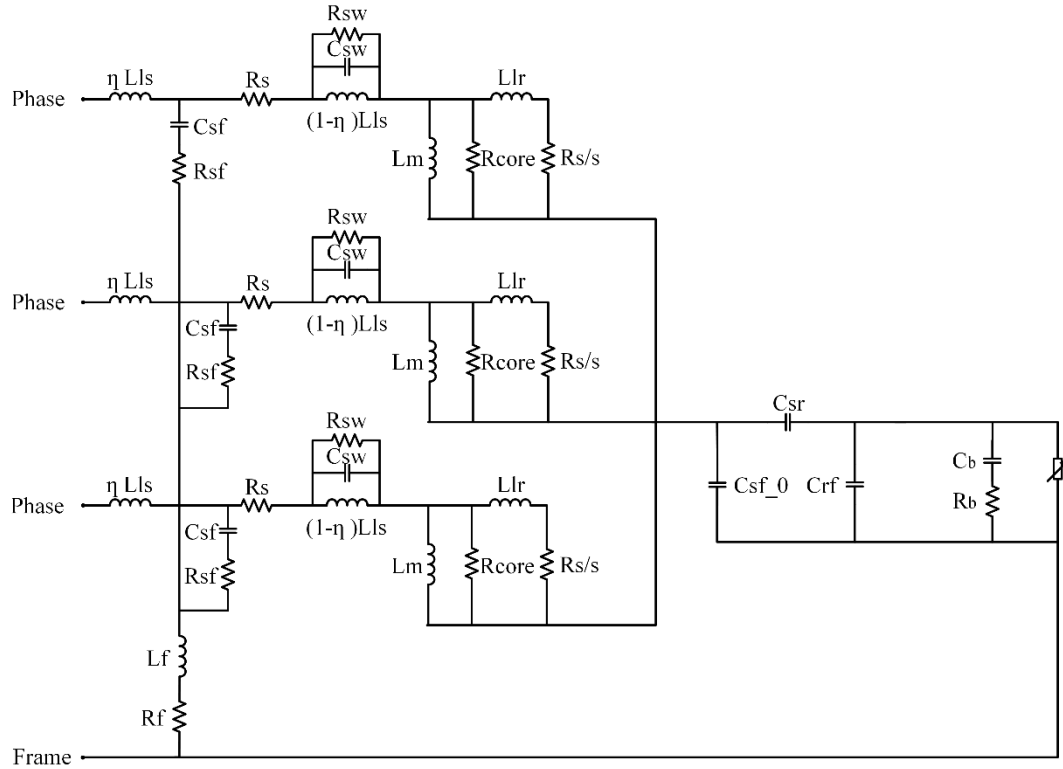 Rsw
Csw
Phase η Lls Rs (1-η )Lls Llr
Csf
Rsf
Lm Rcore Rs/s
Rsw
Csw
Phase η Lls Rs (1-η )Lls Llr
Csf
Rsf
Lm Rcore Rs/s
Rsw
Csw
Phase η Lls Rs (1-η )Lls Llr
Csf
Rsf
Lm Rcore Rs/s
Csr
Csf_0 Crf Cb
Rb
Lf
Rf
Frame